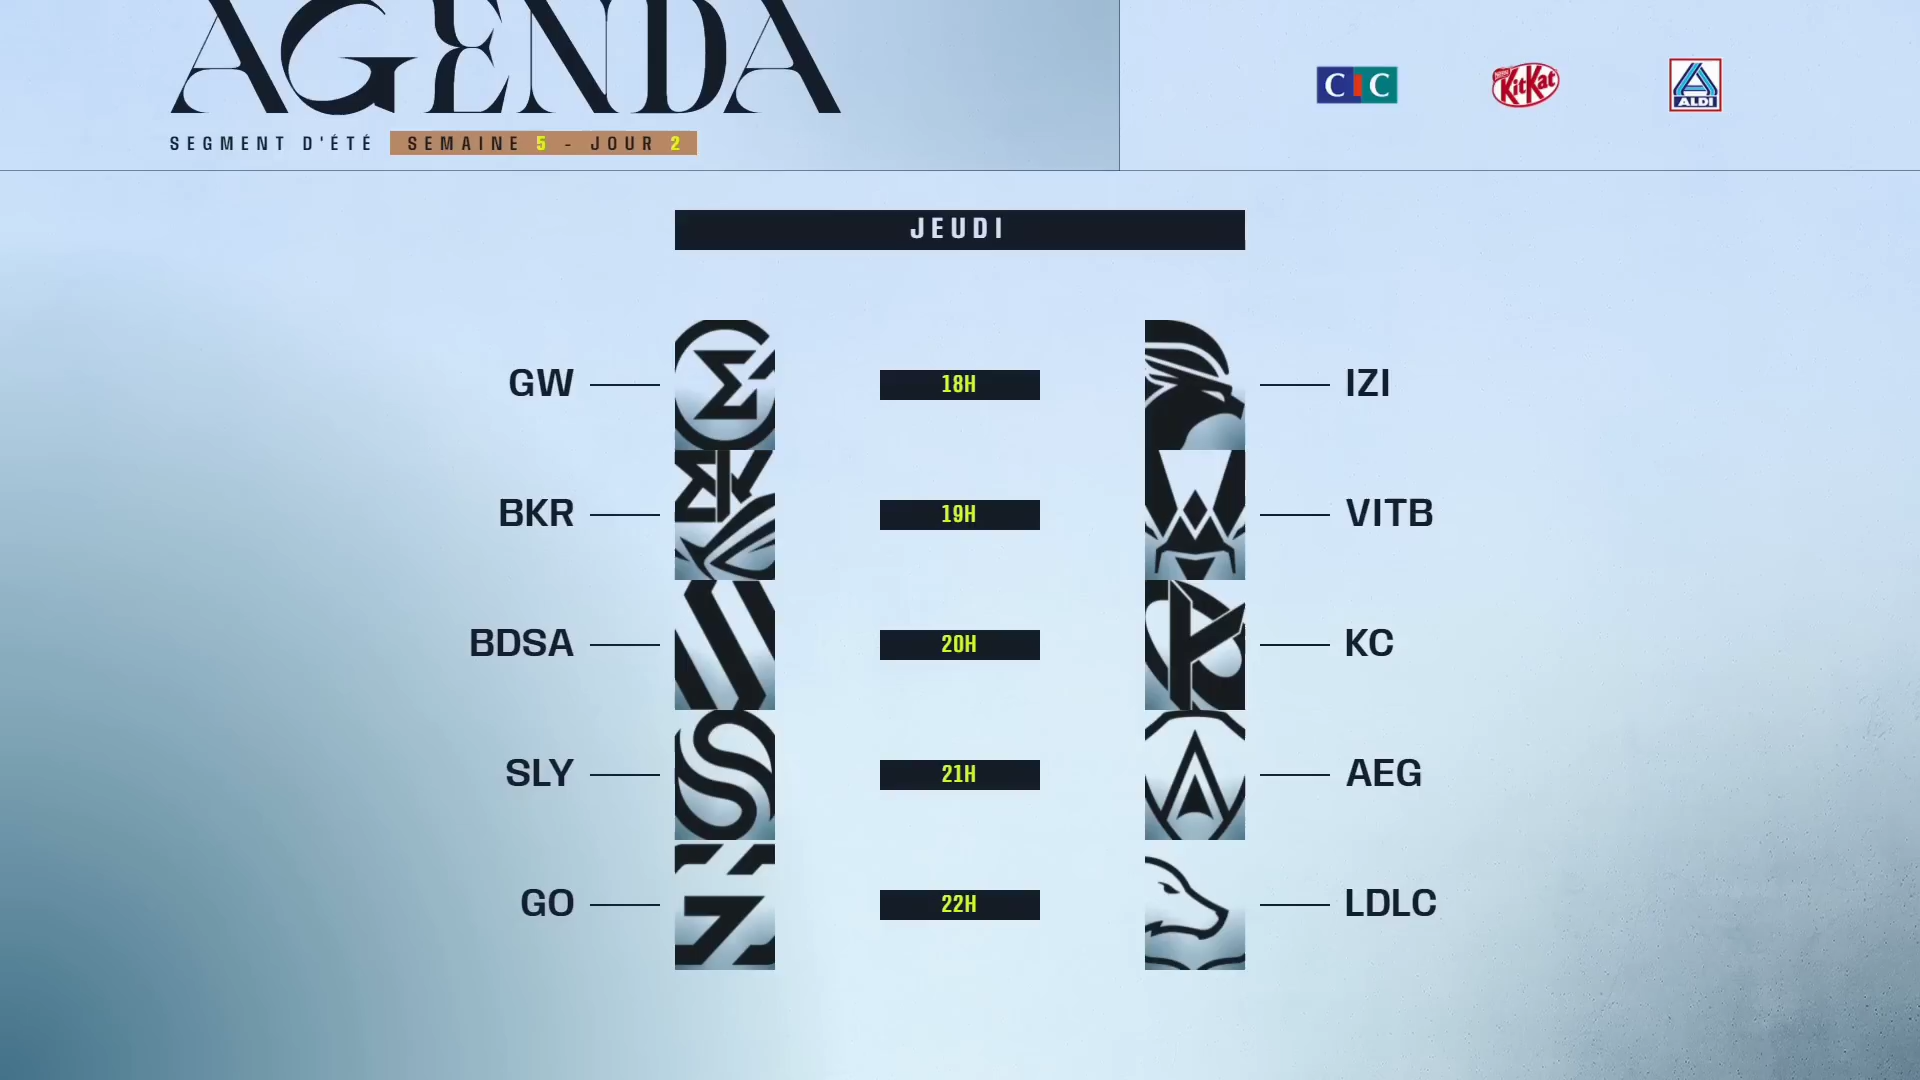 AGENDA
SEGMENT D'ÉTÉ SEMAINE 5 - JOUR 2
CIC
Nestlé KitKat
ALDI
JEUDI
GW 18H IZI
BKR 19H VITB
BDSA 20H KC
SLY 21H AEG
GO 22H LDLC